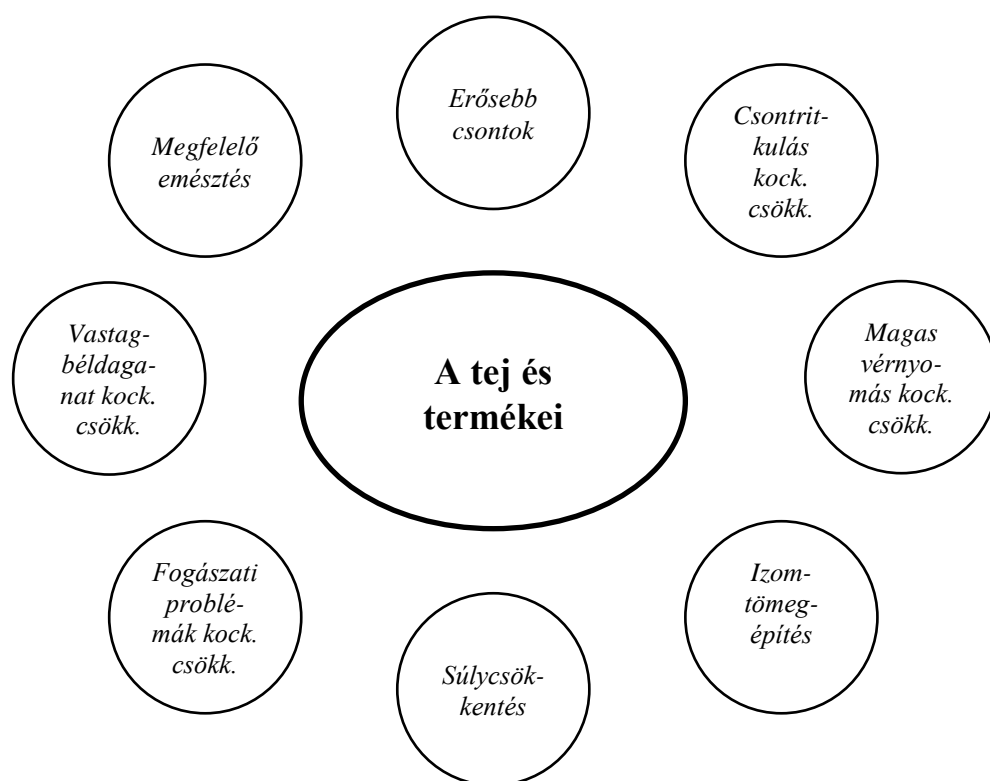 Erősebb
csontok
Csontrit-
kulás
kock.
csökk.
Magas
vérnyo-
más kock.
csökk.
Izom-
tömeg-
építés
Súlycsök-
kentés
Fogászati
problé-
mák kock.
csökk.
Vastag-
béldaga-
nat kock.
csökk.
Megfelelő
emésztés
A tej és
termékei